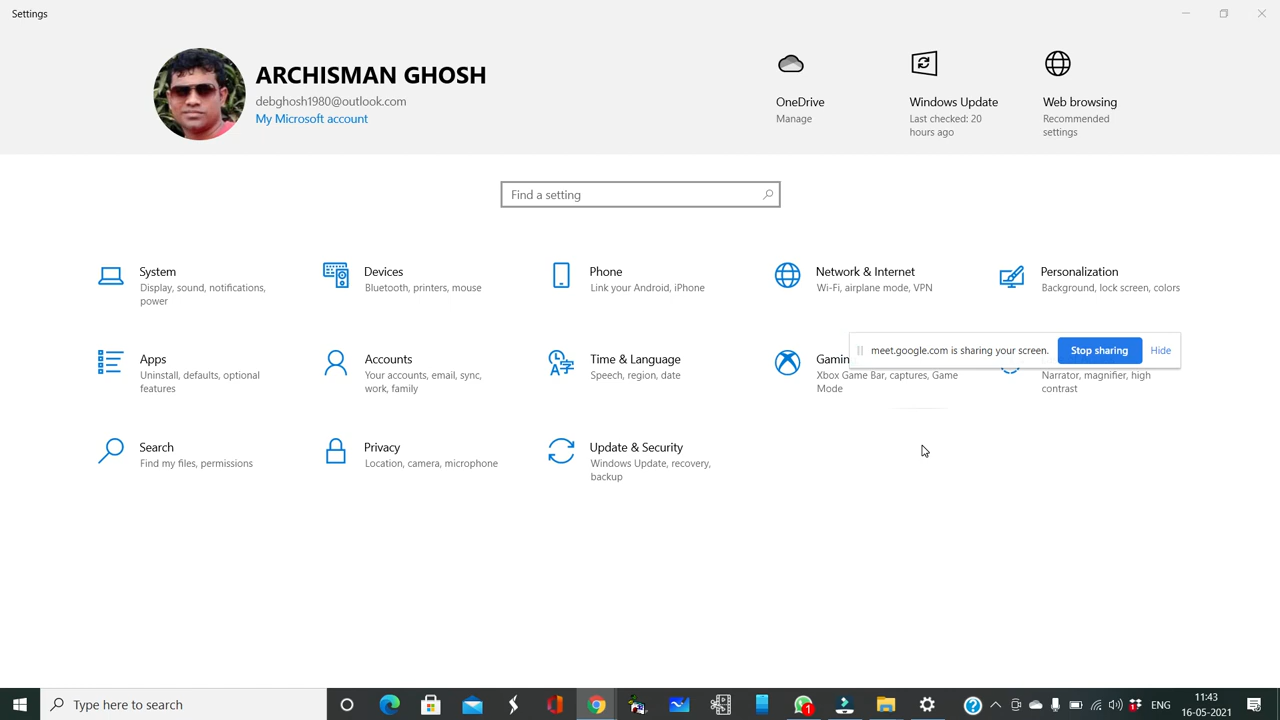 Settings
ARCHISMAN GHOSH
debghosh1980@outlook.com
My Microsoft account
OneDrive
Manage
Windows Update
Last checked: 20
hours ago
Web browsing
Recommended
settings
Find a setting
System
Display, sound, notifications,
power
Devices
Bluetooth, printers, mouse
Phone
Link your Android, iPhone
Network & Internet
Wi-Fi, airplane mode, VPN
Personalization
Background, lock screen, colors
Apps
Uninstall, defaults, optional
features
Accounts
Your accounts, email, sync,
work, family
Time & Language
Speech, region, date
Gamin
Xbox Game Bar, captures, Game
Mode
meet.google.com is sharing your screen.
Stop sharing
Hide
Narrator, magnifier, high
contrast
Search
Find my files, permissions
Privacy
Location, camera, microphone
Update & Security
Windows Update, recovery,
backup
Type here to search
1
ENG
11:43
16-05-2021